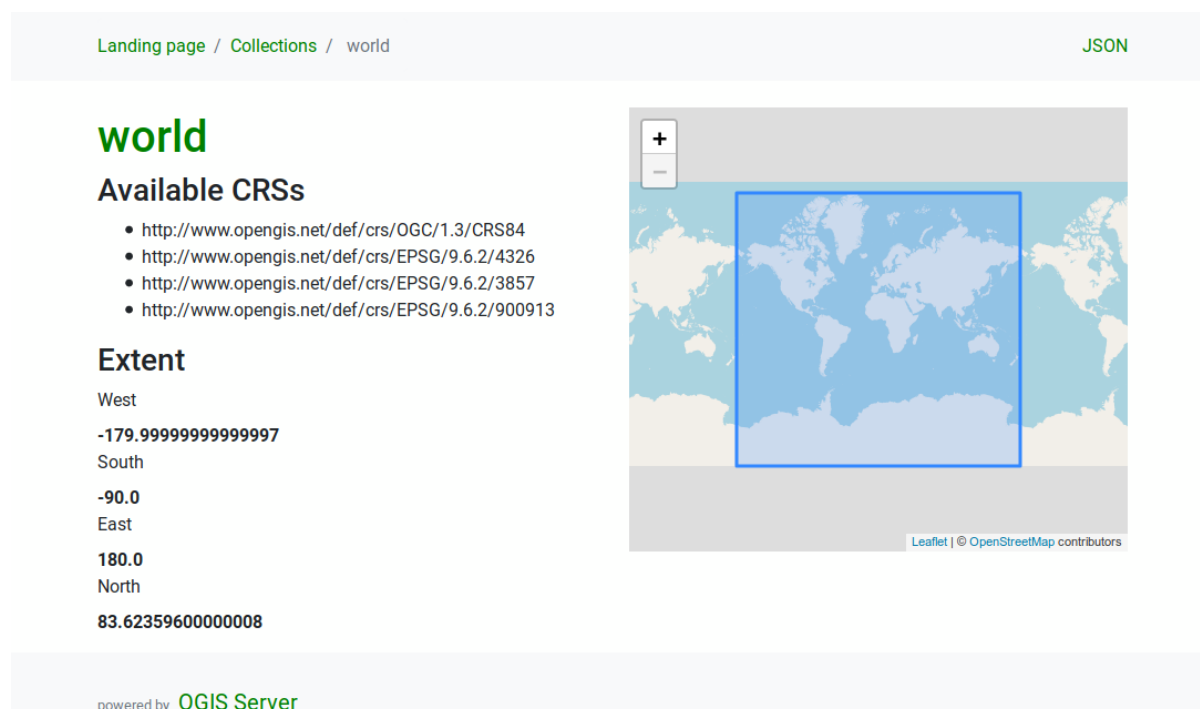 Landing page / Collections / world
JSON
world
Available CRSs
http://www.opengis.net/def/crs/OGC/1.3/CRS84
http://www.opengis.net/def/crs/EPSG/9.6.2/4326
http://www.opengis.net/def/crs/EPSG/9.6.2/3857
http://www.opengis.net/def/crs/EPSG/9.6.2/900913
Extent
West
-179.99999999999997
South
-90.0
East
180.0
North
83.62359600000008
+
−
Leaflet | © OpenStreetMap contributors
powered by QGIS Server